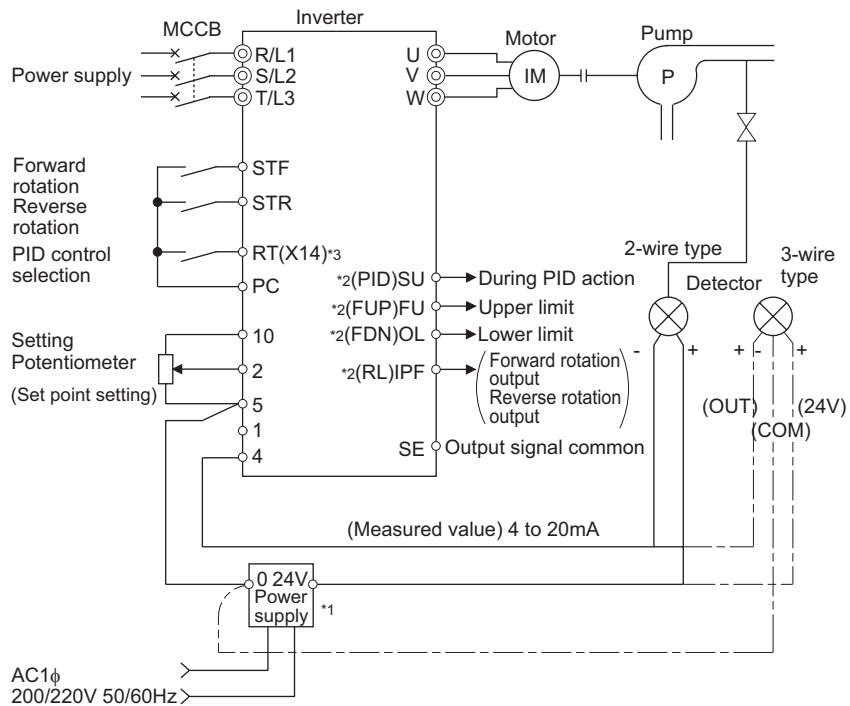 Inverter
MCCB
Power supply
R/L1
S/L2
T/L3
U
V
W
Motor
IM
Pump
P
Forward
rotation
Reverse
rotation
PID control
selection
STF
STR
RT(X14)*3
PC
*2(PID)SU
During PID action
*2(FUP)FU
Upper limit
*2(FDN)OL
Lower limit
*2(RL)IPF
(Forward rotation
output
Reverse rotation
output)
SE
Output signal common
2-wire type
Detector
3-wire
type
- +
+ - +
(OUT)
(24V)
(COM)
Setting
Potentiometer
(Set point setting)
10
2
5
1
4
(Measured value) 4 to 20mA
0 24V
Power
supply
*1
AC1ϕ
200/220V 50/60Hz